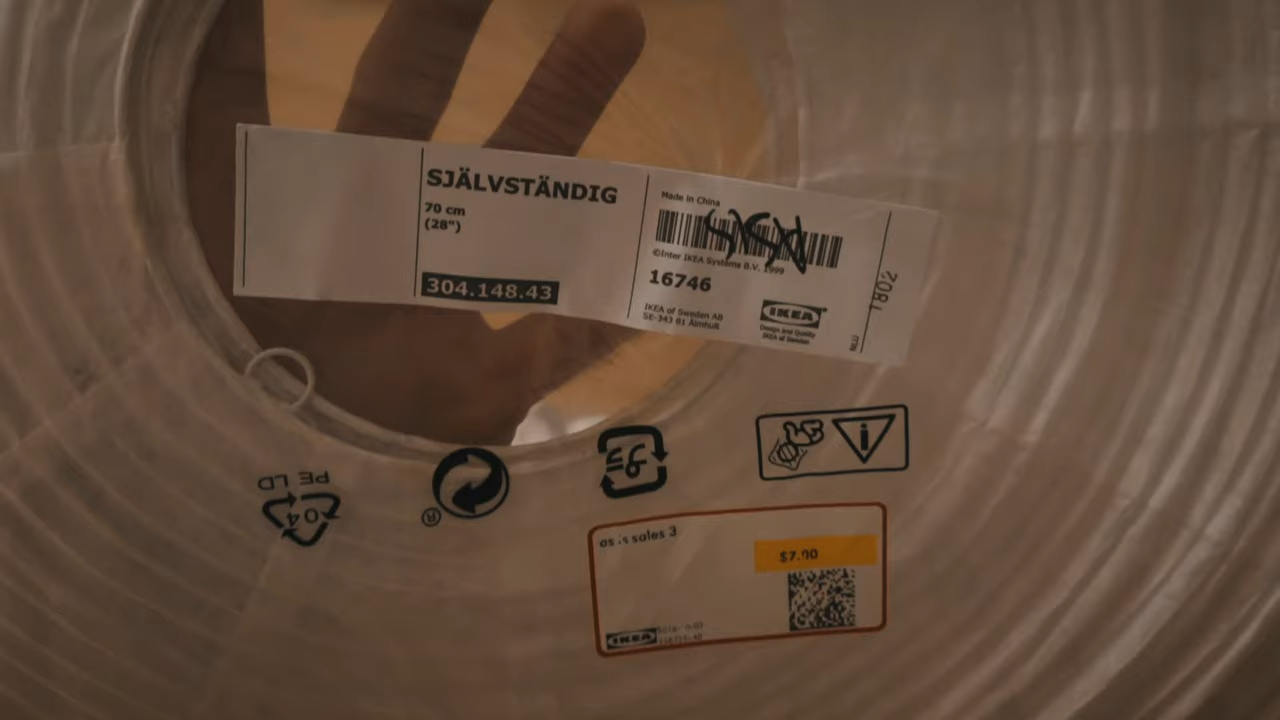 SJÄLVSTÄNDIG
70 cm
(28")
304.148.43
Made in China
©Inter IKEA Systems B.V. 1999
16746
IKEA of Sweden AB
SE-343 81 Älmhult
IKEA
Design and Quality
IKEA of Sweden
NLU
1802
PE LD
04
®
as is sales 3
$7.00
IKEA